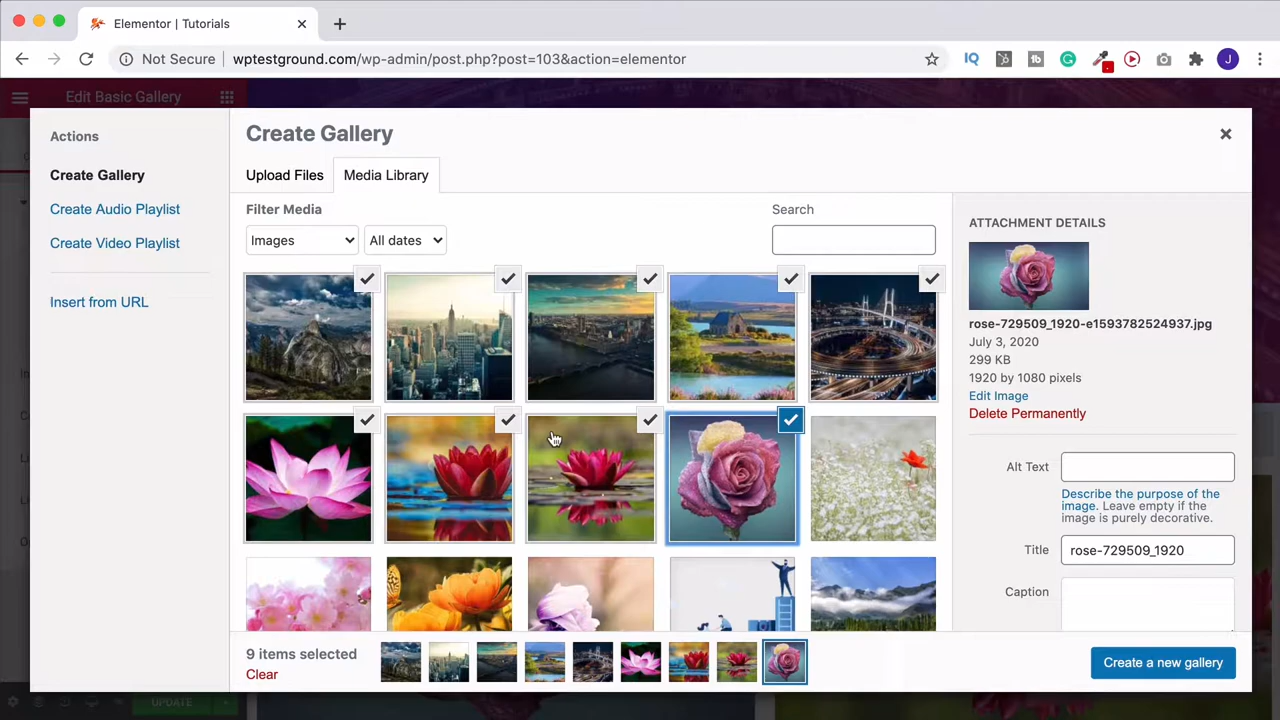 Elementor | Tutorials
Not Secure
wptestground.com/wp-admin/post.php?post=103&action=elementor
IQ
tb
J
Edit Basic Gallery
Actions
Create Gallery
Create Audio Playlist
Create Video Playlist
Insert from URL
Create Gallery
Upload Files
Media Library
Filter Media
Images
All dates
Search
ATTACHMENT DETAILS
rose-729509_1920-e1593782524937.jpg
July 3, 2020
299 KB
1920 by 1080 pixels
Edit Image
Delete Permanently
Alt Text
Describe the purpose of the
image. Leave empty if the
image is purely decorative.
Title
rose-729509_1920
Caption
9 items selected
Clear
Create a new gallery
UPDATE